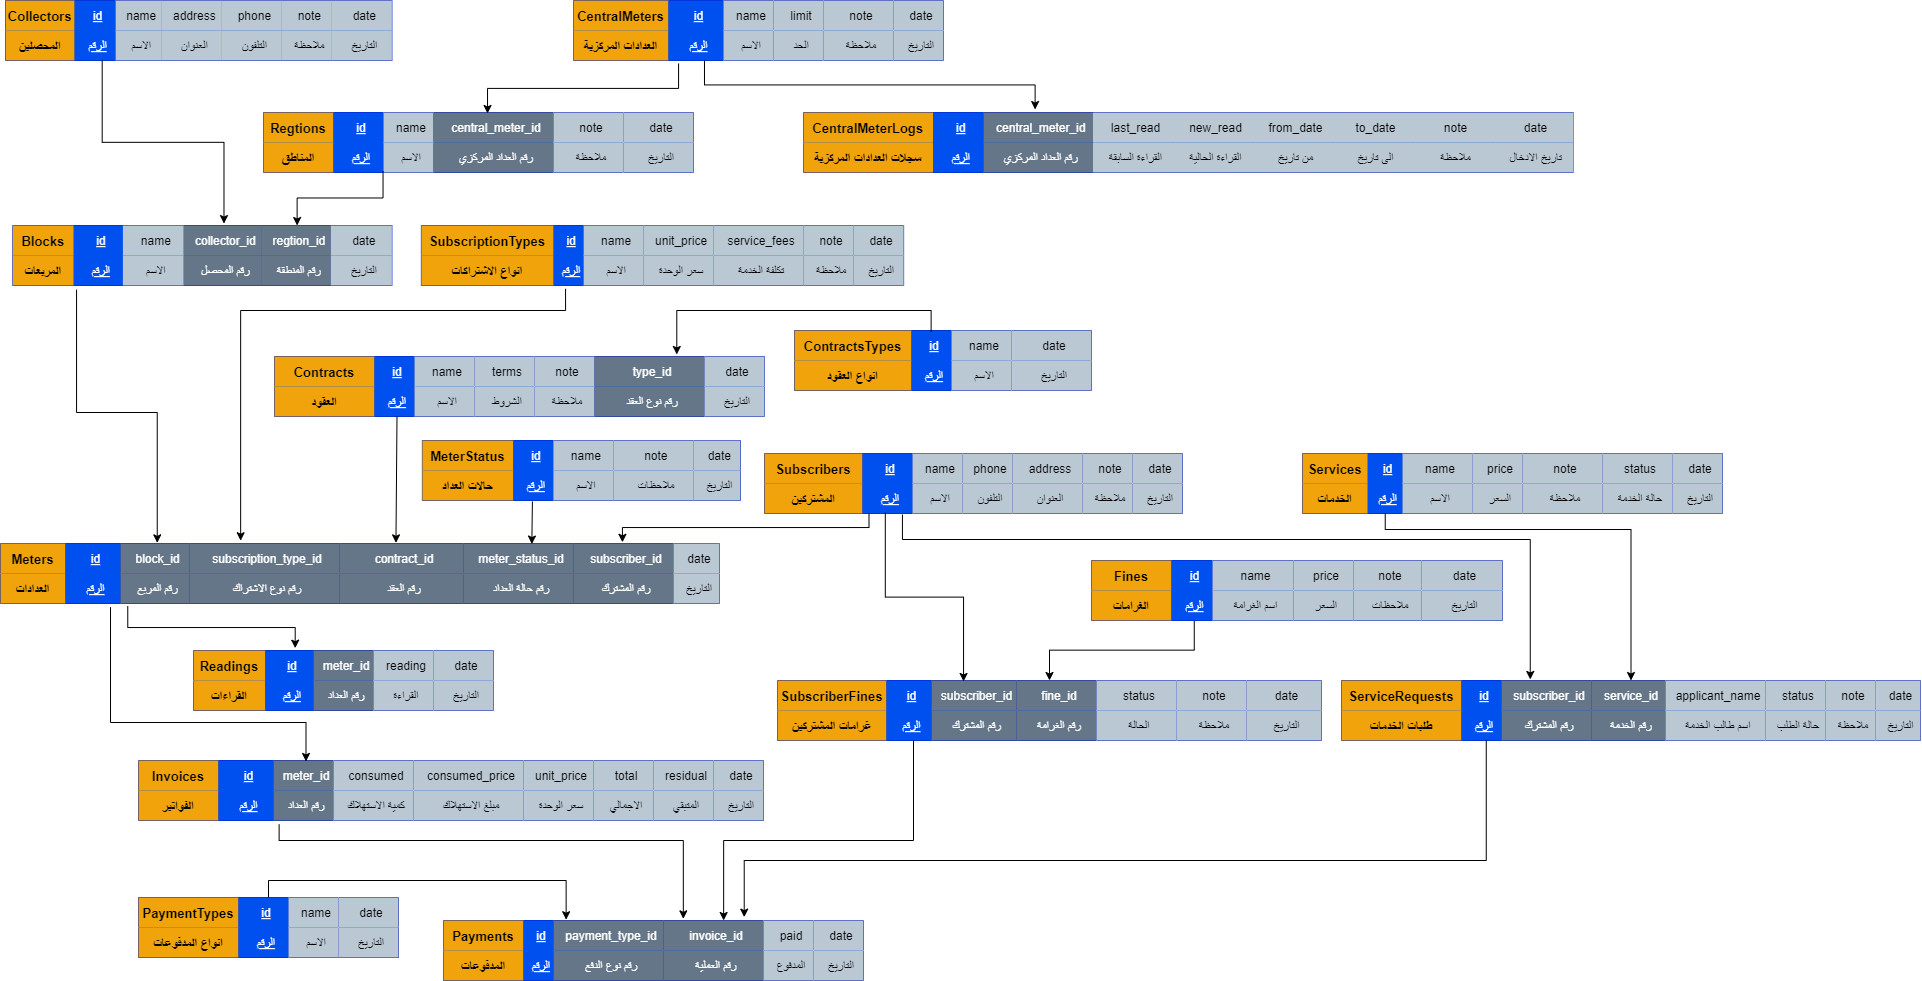 Collectors id name address phone note date
المحصلين الرقم الاسم العنوان التلفون ملاحظة التاريخ
CentralMeters id name limit note date
العدادات المركزية الرقم الاسم الحد ملاحظة التاريخ
Regtions id name central_meter_id note date
المناطق الرقم الاسم رقم العداد المركزي ملاحظة التاريخ
CentralMeterLogs id central_meter_id last_read new_read from_date to_date note date
سجلات العدادات المركزية الرقم رقم العداد المركزي القراءة السابقة القراءة الحالية من تاريخ الى تاريخ ملاحظة تاريخ الادخال
Blocks id name collector_id regtion_id date
المربعات الرقم الاسم رقم المحصل رقم المنطقة التاريخ
SubscriptionTypes id name unit_price service_fees note date
انواع الاشتراكات الرقم الاسم سعر الوحدة تكلفة الخدمة ملاحظة التاريخ
ContractsTypes id name date
انواع العقود الرقم الاسم التاريخ
Contracts id name terms note type_id date
العقود الرقم الاسم الشروط ملاحظة رقم نوع العقد التاريخ
MeterStatus id name note date
حالات العداد الرقم الاسم ملاحظات التاريخ
Subscribers id name phone address note date
المشتركين الرقم الاسم التلفون العنوان ملاحظة التاريخ
Services id name price note status date
الخدمات الرقم الاسم السعر ملاحظة حالة الخدمة التاريخ
Meters id block_id subscription_type_id contract_id meter_status_id subscriber_id date
العدادات الرقم رقم المربع رقم نوع الاشتراك رقم العقد رقم حالة العداد رقم المشترك التاريخ
Fines id name price note date
الغرامات الرقم اسم الغرامة السعر ملاحظات التاريخ
Readings id meter_id reading date
القراءات الرقم رقم العداد القراءة التاريخ
SubscriberFines id subscriber_id fine_id status note date
غرامات المشتركين الرقم رقم المشترك رقم الغرامة الحالة ملاحظة التاريخ
ServiceRequests id subscriber_id service_id applicant_name status note date
طلبات الخدمات الرقم رقم المشترك رقم الخدمة اسم طالب الخدمة حالة الطلب ملاحظة التاريخ
Invoices id meter_id consumed consumed_price unit_price total residual date
الفواتير الرقم رقم العداد كمية الاستهلاك مبلغ الاستهلاك سعر الوحدة الاجمالي المتبقي التاريخ
PaymentTypes id name date
انواع المدفوعات الرقم الاسم التاريخ
Payments id payment_type_id invoice_id paid date
المدفوعات الرقم رقم نوع الدفع رقم العملية المدفوع التاريخ